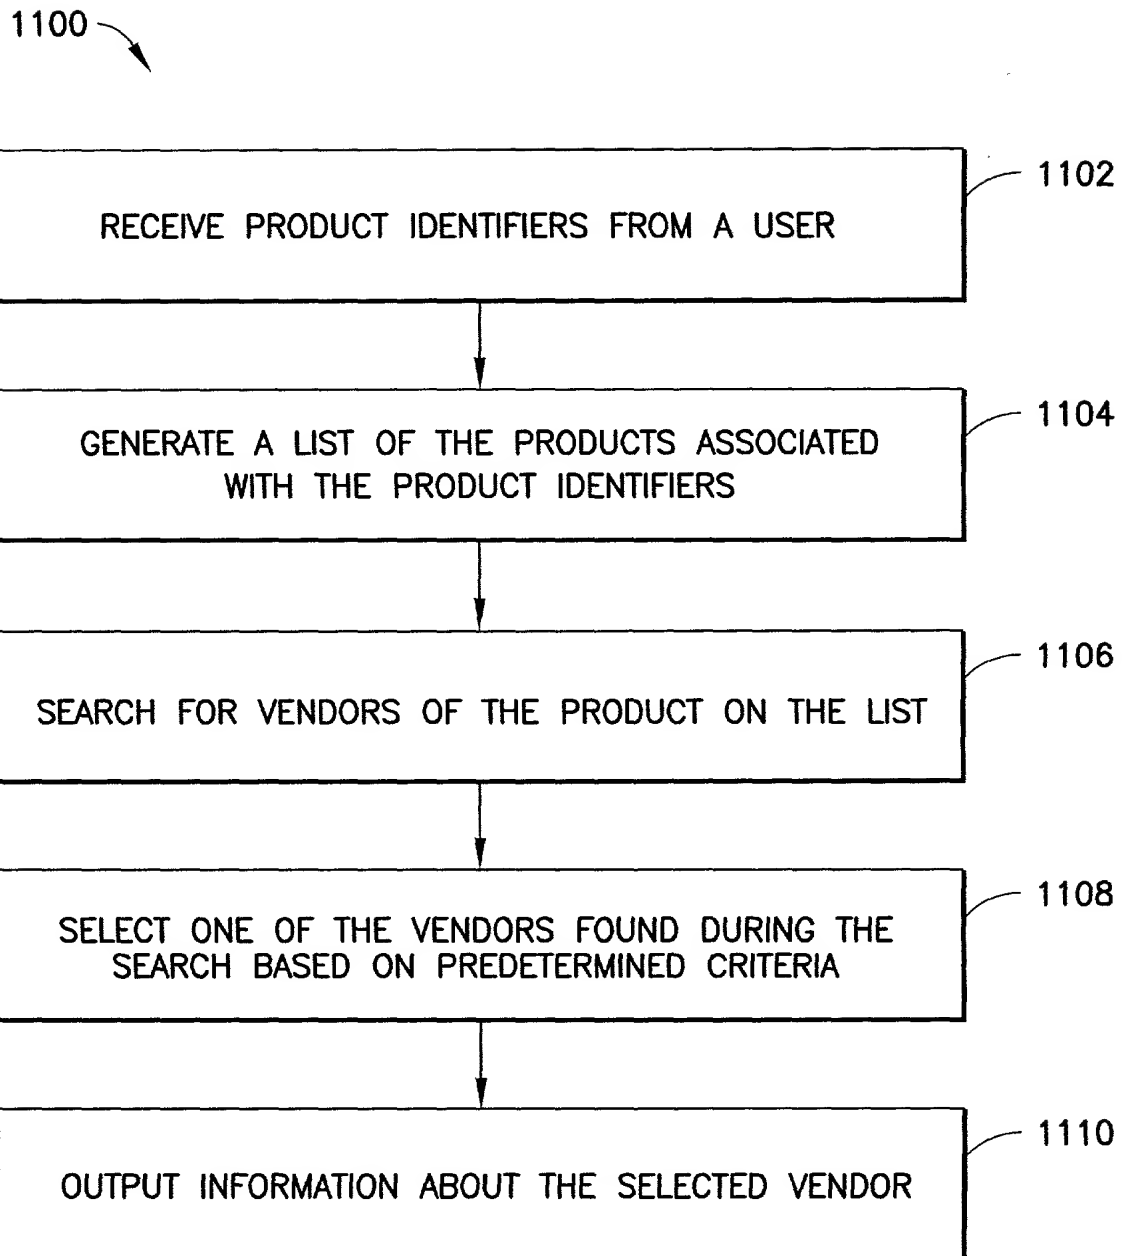 1100
RECEIVE PRODUCT IDENTIFIERS FROM A USER
1102
GENERATE A LIST OF THE PRODUCTS ASSOCIATED
WITH THE PRODUCT IDENTIFIERS
1104
SEARCH FOR VENDORS OF THE PRODUCT ON THE LIST
1106
SELECT ONE OF THE VENDORS FOUND DURING THE
SEARCH BASED ON PREDETERMINED CRITERIA
1108
OUTPUT INFORMATION ABOUT THE SELECTED VENDOR
1110